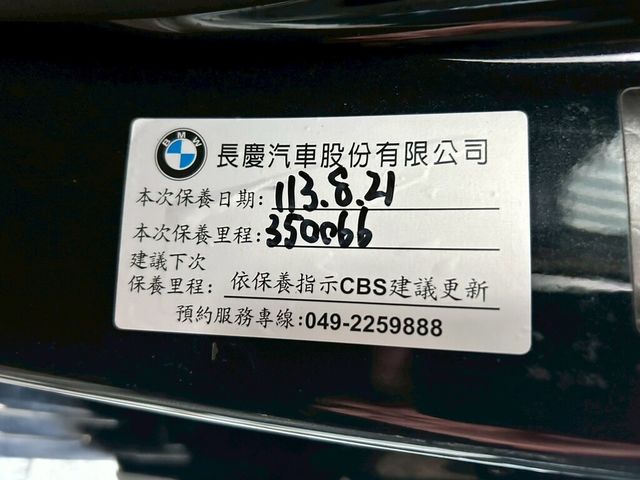 BMW
長慶汽車股份有限公司
本次保養日期:113.8.21
本次保養里程:350066
建議下次
保養里程:依保養指示CBS建議更新
預約服務專線:049-2259888